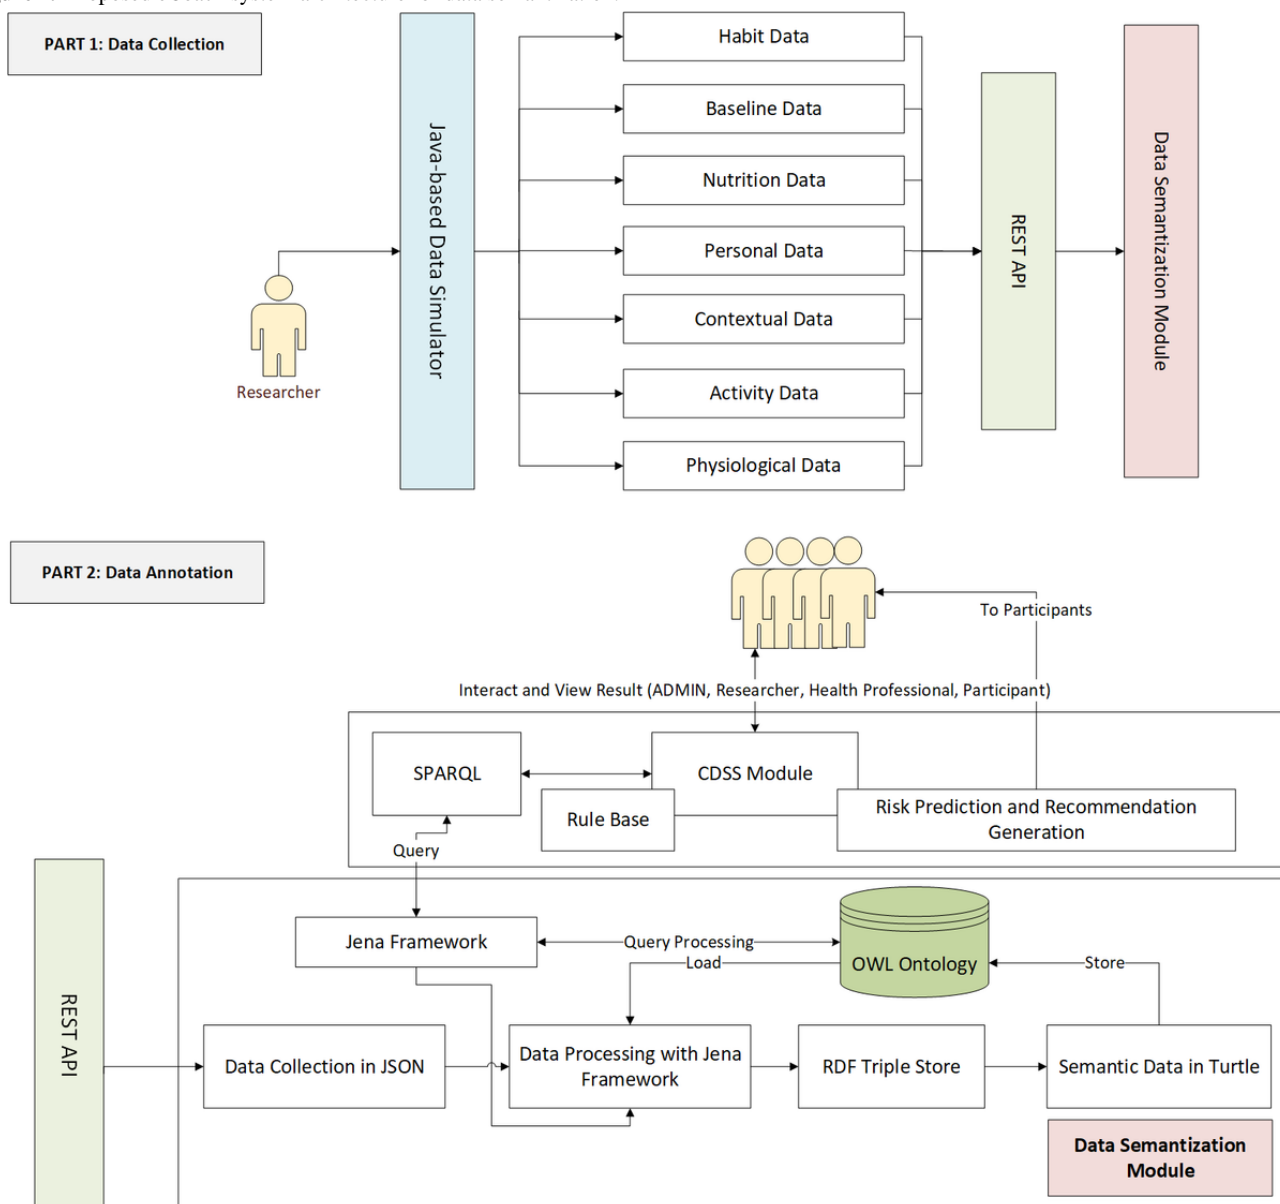 PART 1: Data Collection
Java-based Data Simulator
Habit Data
Baseline Data
Nutrition Data
Personal Data
Contextual Data
Activity Data
Physiological Data
REST API
Data Semantization Module
Researcher
PART 2: Data Annotation
To Participants
Interact and View Result (ADMIN, Researcher, Health Professional, Participant)
SPARQL
CDSS Module
Rule Base
Risk Prediction and Recommendation
Generation
Query
REST API
Jena Framework
Query Processing
Load
OWL Ontology
Store
Data Collection in JSON
Data Processing with Jena
Framework
RDF Triple Store
Semantic Data in Turtle
Data Semantization
Module